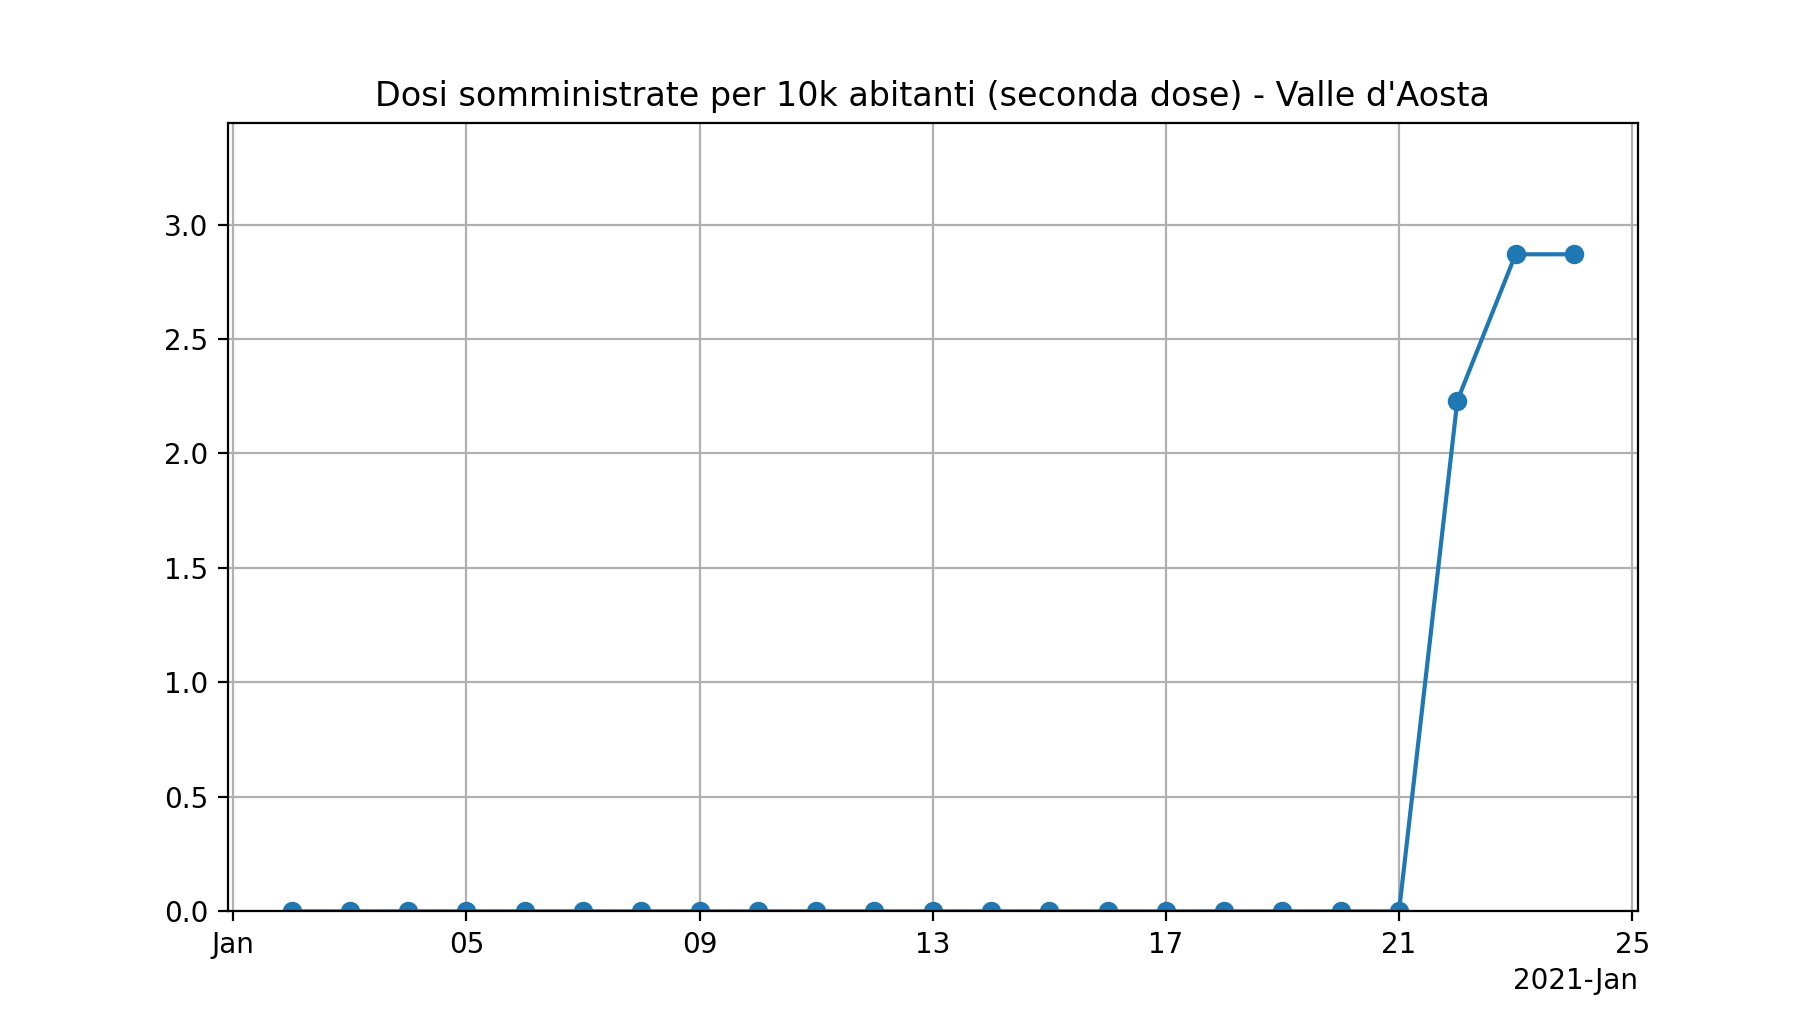 Dosi somministrate per 10k abitanti (seconda dose) - Valle d'Aosta
3.0
2.5
2.0
1.5
1.0
0.5
0.0
Jan 05 09 13 17 21 25
2021-Jan